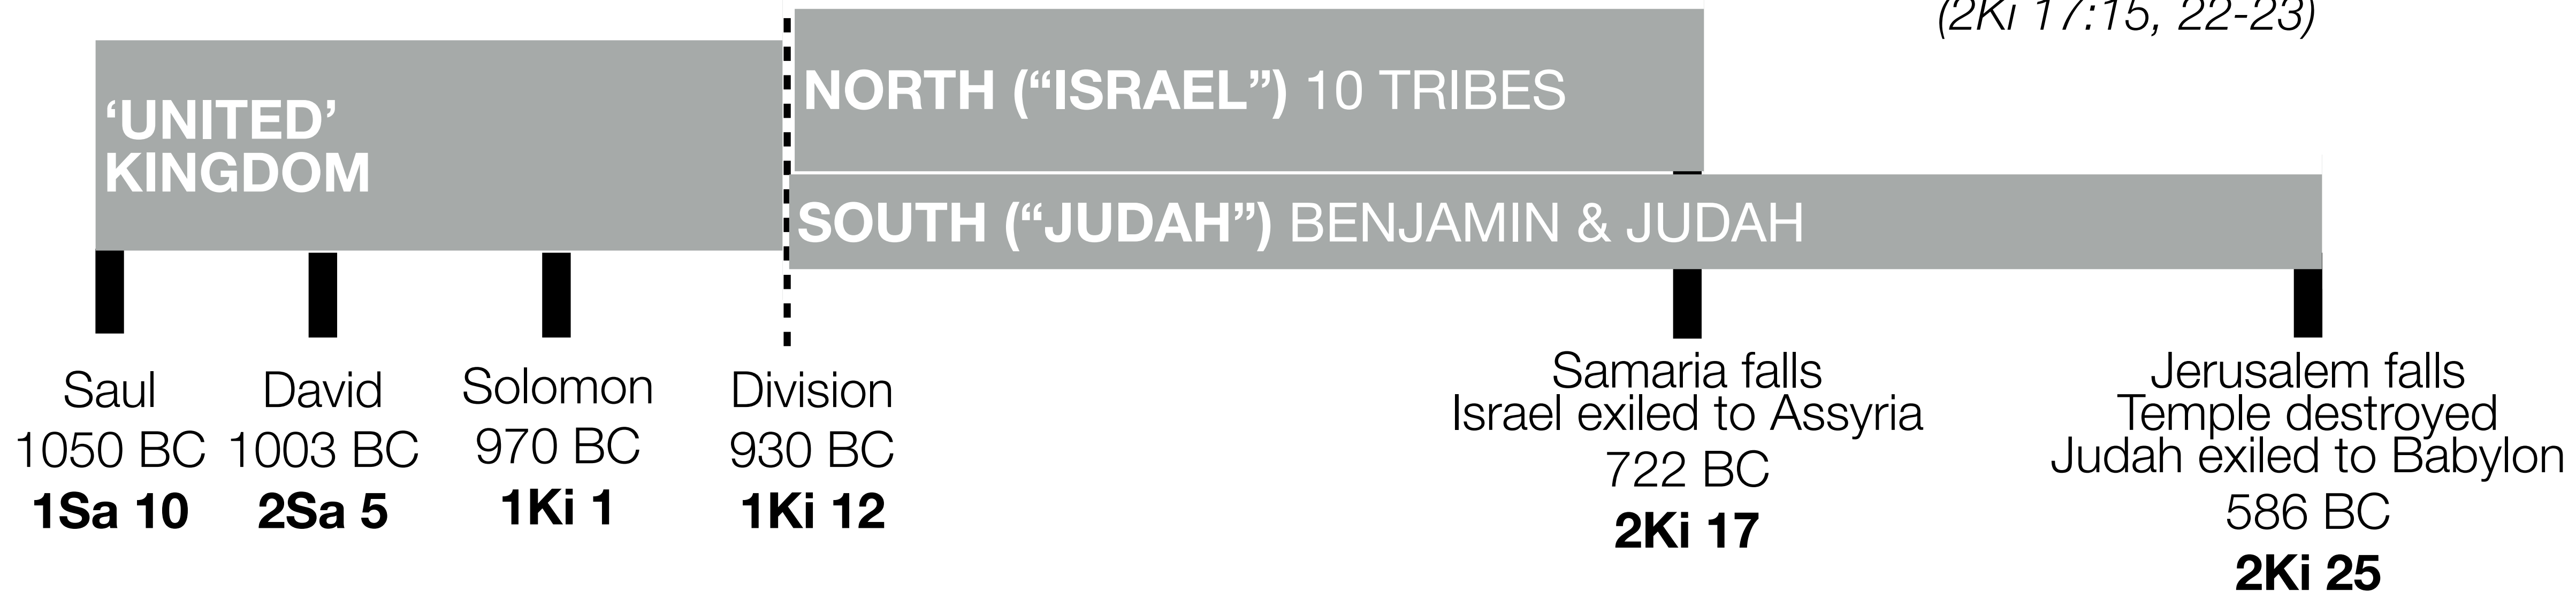 (2Ki 17:15, 22-23)
‘UNITED’
KINGDOM
NORTH (“ISRAEL”) 10 TRIBES
SOUTH (“JUDAH”) BENJAMIN & JUDAH
Saul
1050 BC
1Sa 10
David
1003 BC
2Sa 5
Solomon
970 BC
1Ki 1
Division
930 BC
1Ki 12
Samaria falls
Israel exiled to Assyria
722 BC
2Ki 17
Jerusalem falls
Temple destroyed
Judah exiled to Babylon
586 BC
2Ki 25